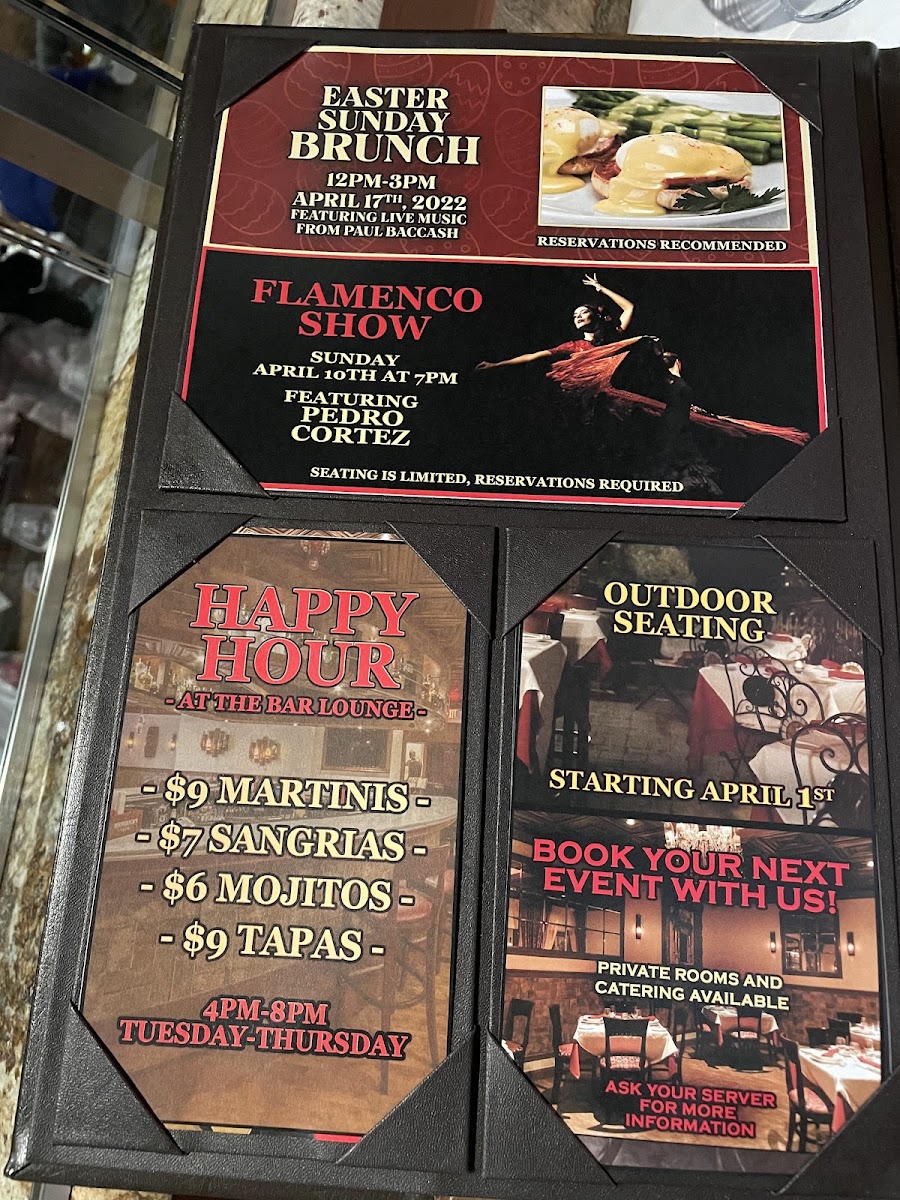 EASTER
SUNDAY
BRUNCH
12PM-3PM
APRIL 17TH, 2022
FEATURING LIVE MUSIC
FROM PAUL BACCASH
RESERVATIONS RECOMMENDED
FLAMENCO
SHOW
SUNDAY
APRIL 10TH AT 7PM
FEATURING
PEDRO
CORTEZ
SEATING IS LIMITED, RESERVATIONS REQUIRED
HAPPY
HOUR
- AT THE BAR LOUNGE -
- $9 MARTINIS -
- $7 SANGRIAS -
- $6 MOJITOS -
- $9 TAPAS -
4PM-8PM
TUESDAY-THURSDAY
OUTDOOR
SEATING
STARTING APRIL 1ST
BOOK YOUR NEXT
EVENT WITH US!
PRIVATE ROOMS AND
CATERING AVAILABLE
ASK YOUR SERVER
FOR MORE
INFORMATION